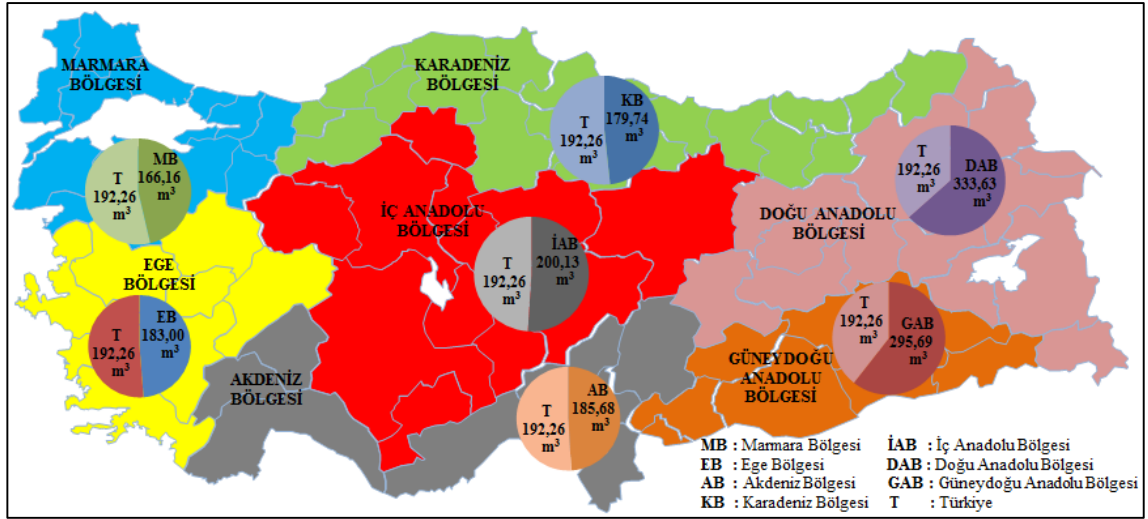 MARMARA
BÖLGESİ
KARADENİZ
BÖLGESİ
T
192,26
m³
KB
179,74
m³
T
192,26
m³
MB
166,16
m³
T
192,26
m³
DAB
333,63
m³
İÇ ANADOLU
BÖLGESİ
DOĞU ANADOLU
BÖLGESİ
T
192,26
m³
İAB
200,13
m³
EGE
BÖLGESİ
T
192,26
m³
EB
183,00
m³
T
192,26
m³
GAB
295,69
m³
AKDENİZ
BÖLGESİ
GÜNEYDOĞU
ANADOLU
BÖLGESİ
T
192,26
m³
AB
185,68
m³
MB : Marmara Bölgesi
EB : Ege Bölgesi
AB : Akdeniz Bölgesi
KB : Karadeniz Bölgesi
İAB : İç Anadolu Bölgesi
DAB : Doğu Anadolu Bölgesi
GAB : Güneydoğu Anadolu Bölgesi
T : Türkiye